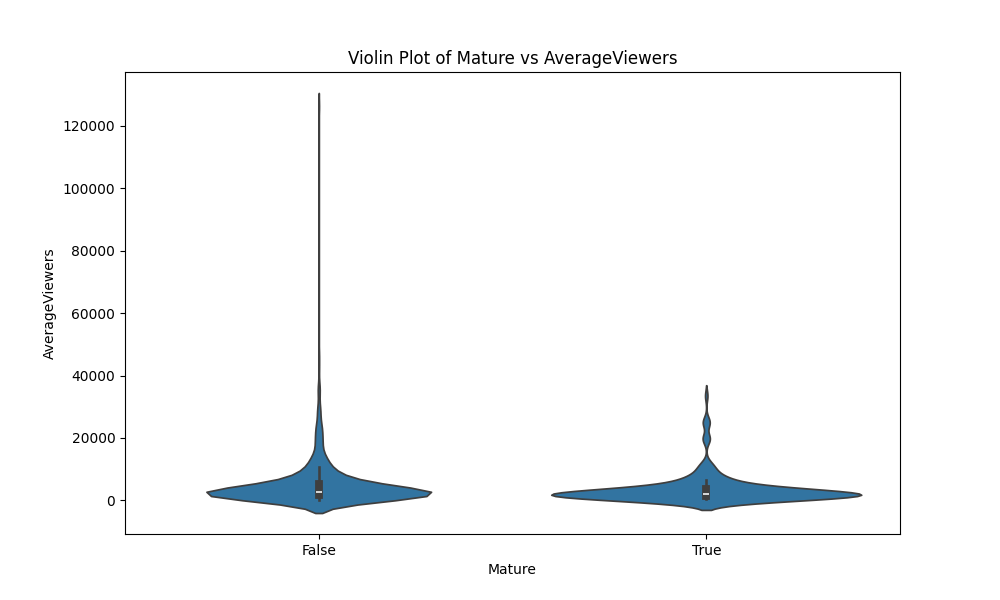 Violin Plot of Mature vs AverageViewers
120000
100000
80000
60000
40000
20000
0
AverageViewers
False
True
Mature